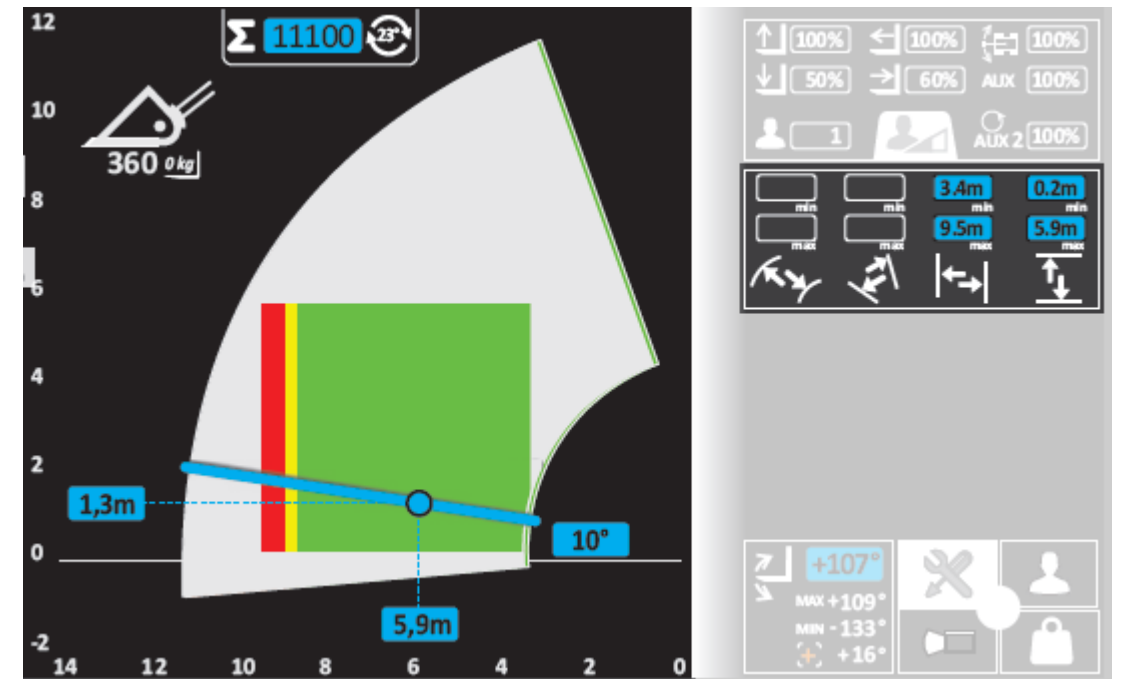 12
Σ 11100 23°
10
360 0 kg
8
6
4
2
1,3m
0
10°
5,9m
-2
14 12 10 8 6 4 2 0
100% 100% 100%
50% 60% AUX 100%
1 AUX 2 100%
min min 3.4m min 0.2m min
max max 9.5m max 5.9m max
+107°
MAX +109°
MIN -133°
+16°